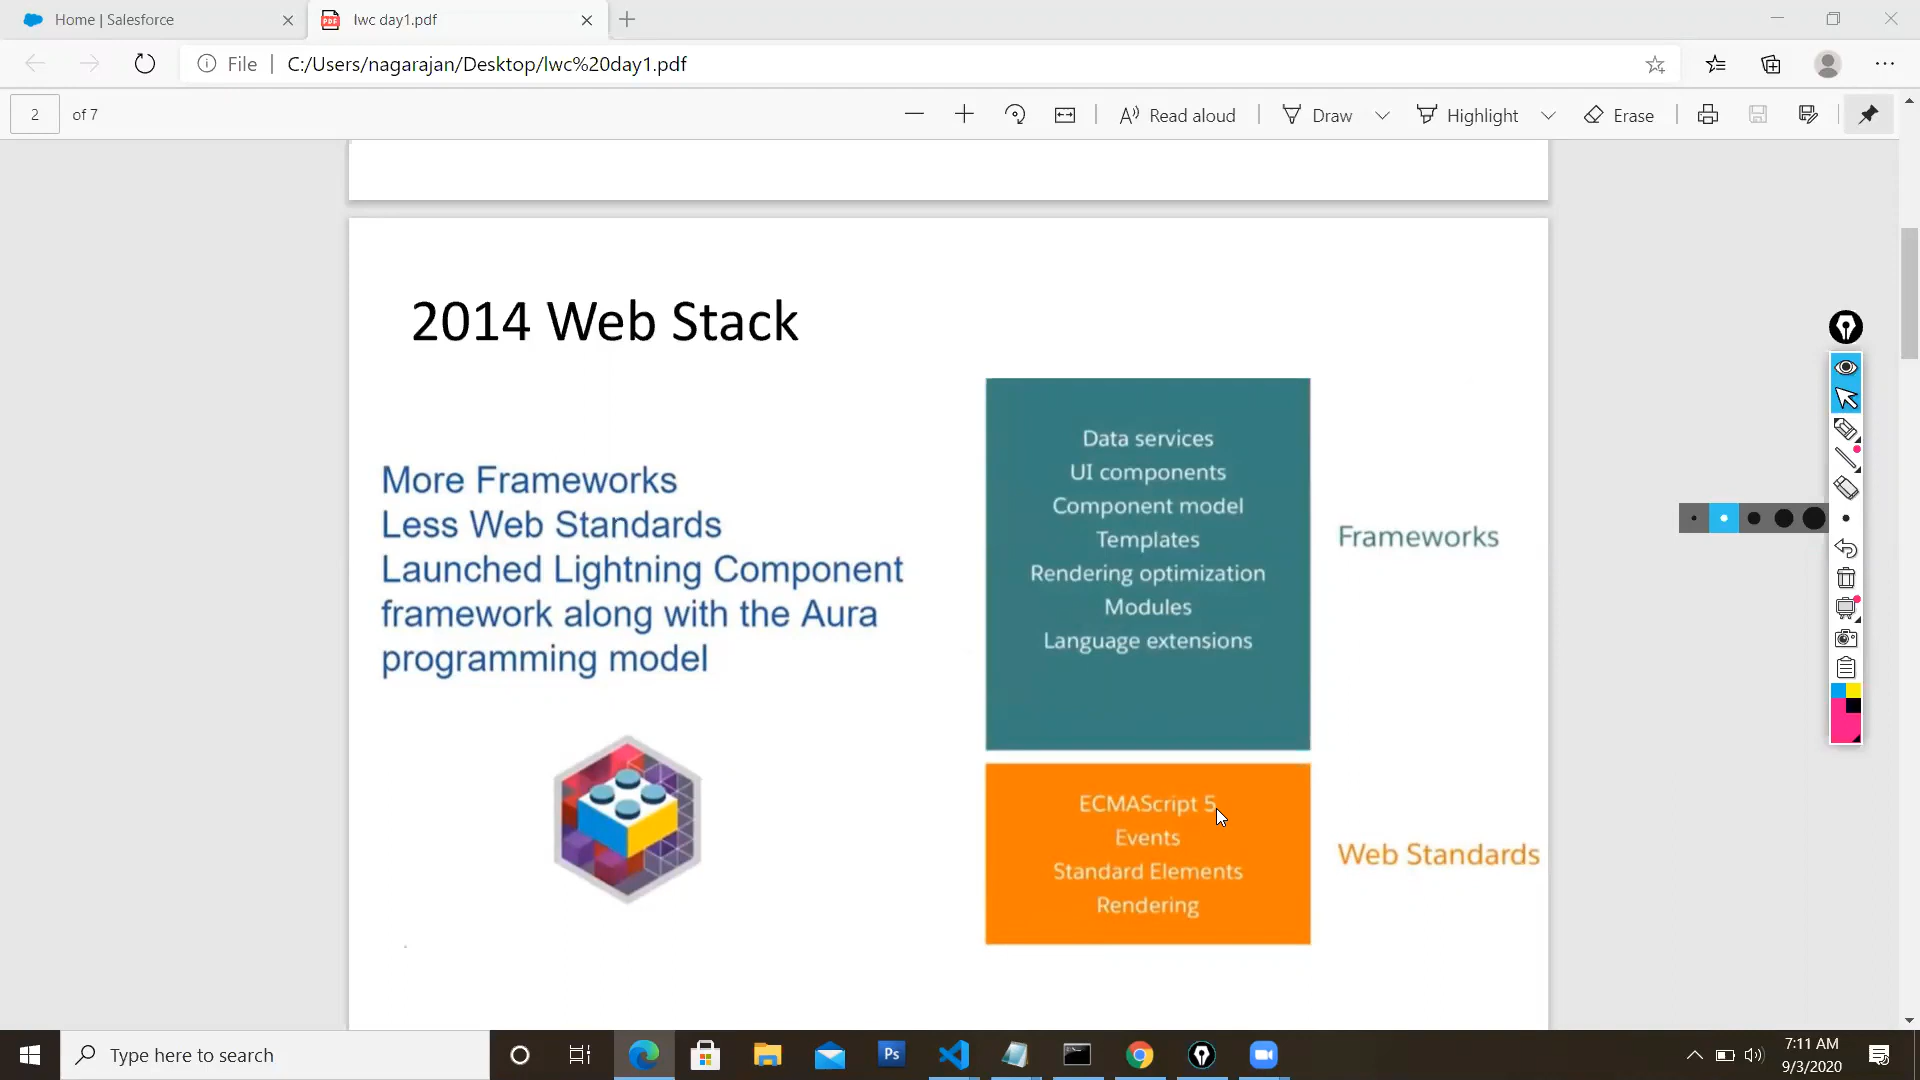 Home | Salesforce
lwc day1.pdf
File
C:/Users/nagarajan/Desktop/lwc%20day1.pdf
2 of 7
Read aloud
Draw
Highlight
Erase
2014 Web Stack
More Frameworks
Less Web Standards
Launched Lightning Component
framework along with the Aura
programming model
Data services
UI components
Component model
Templates
Rendering optimization
Modules
Language extensions
Frameworks
ECMAScript 5
Events
Standard Elements
Rendering
Web Standards
Type here to search
Ps
7:11 AM
9/3/2020